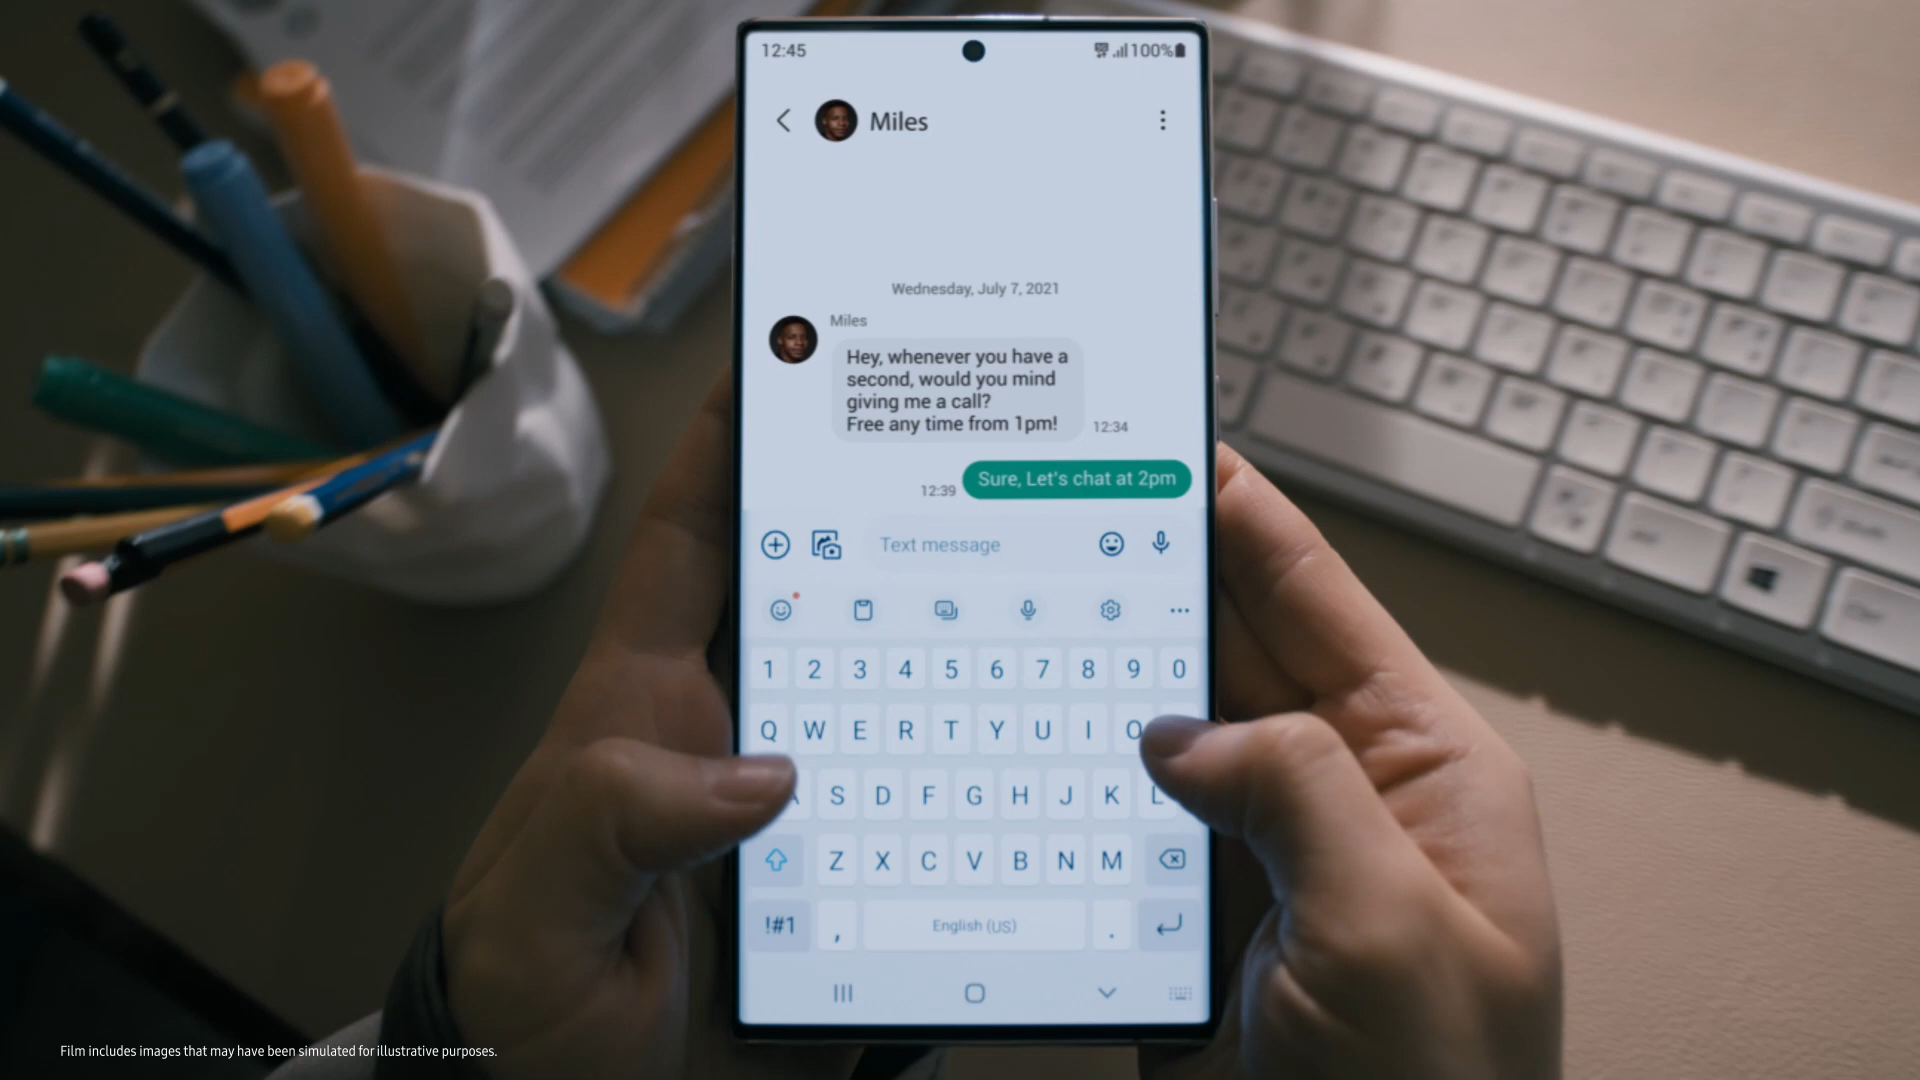 12:45
100%
Miles
Wednesday, July 7, 2021
Miles
Hey, whenever you have a
second, would you mind
giving me a call?
Free any time from 1pm!
12:34
12:39
Sure, Let's chat at 2pm
Text message
1 2 3 4 5 6 7 8 9 0
Q W E R T Y U I O
A S D F G H J K L
Z X C V B N M
!#1 , English (US) .
Film includes images that may have been simulated for illustrative purposes.